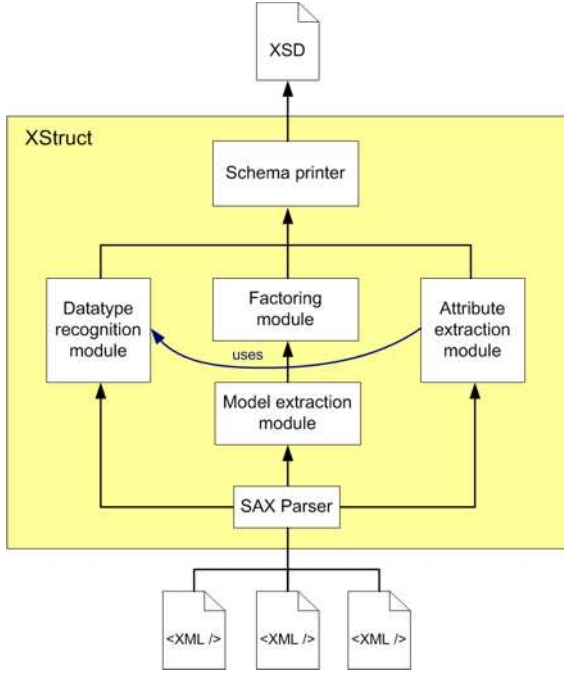 XSD
XStruct
Schema printer
Datatype
recognition
module
Factoring
module
Attribute
extraction
module
uses
Model extraction
module
SAX Parser
<XML />
<XML />
<XML />